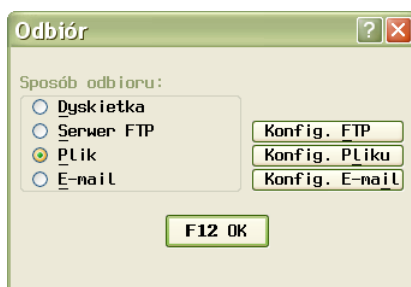 Odbiór
Sposób odbioru:
Dyskietka
Serwer FTP Konfig. FTP
Plik Konfig. Pliku
E-mail Konfig. E-mail
F12 OK